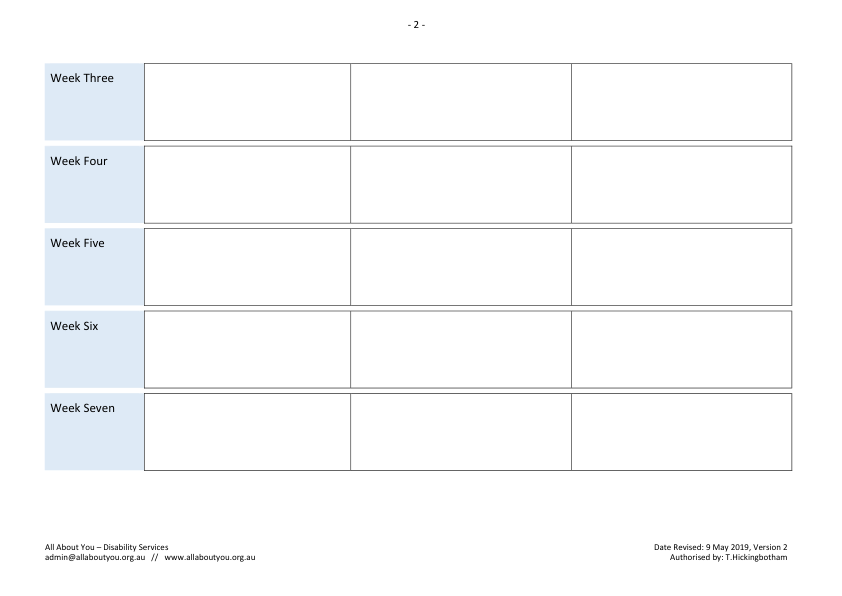 - 2 -
Week Three
Week Four
Week Five
Week Six
Week Seven
All About You – Disability Services
admin@allaboutyou.org.au // www.allaboutyou.org.au
Date Revised: 9 May 2019, Version 2
Authorised by: T.Hickingbotham